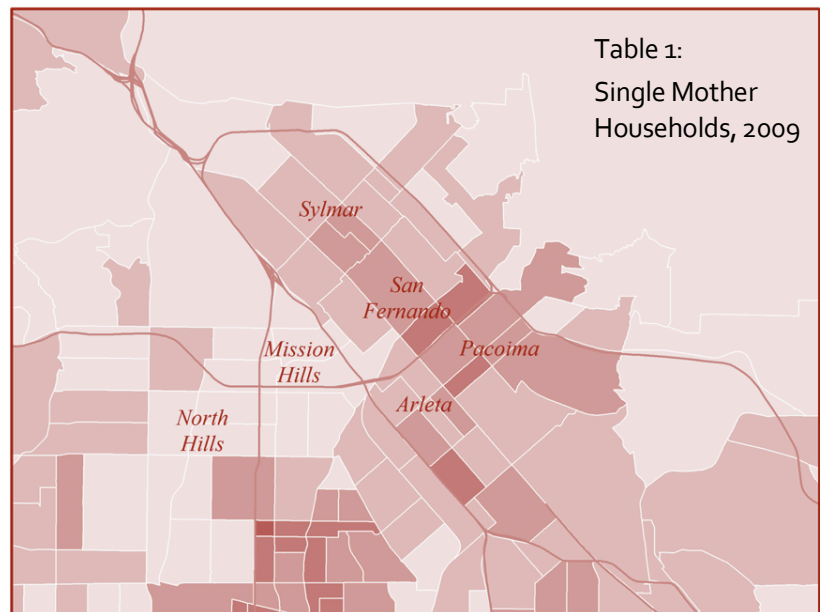 Table 1:
Single Mother
Households, 2009
Sylmar
San
Fernando
Mission
Hills
Pacoima
Arleta
North
Hills